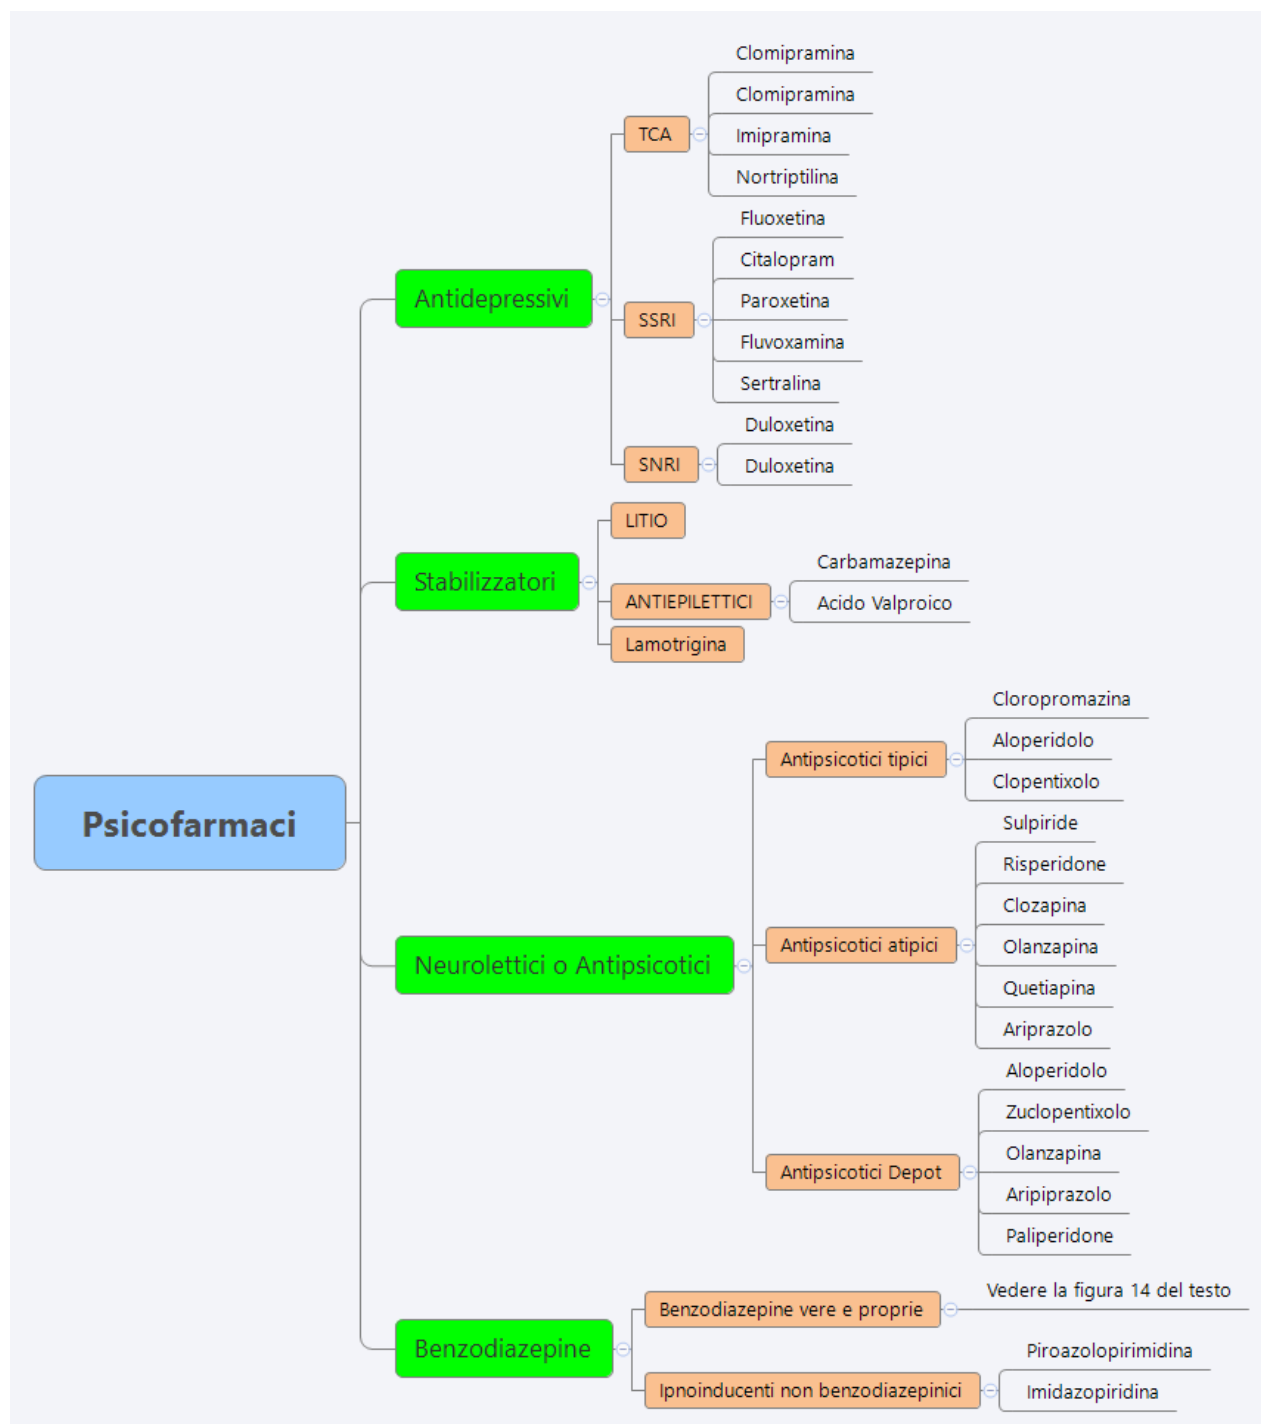 Psicofarmaci
Antidepressivi
TCA
Clomipramina
Clomipramina
Imipramina
Nortriptilina
SSRI
Fluoxetina
Citalopram
Paroxetina
Fluvoxamina
Sertralina
SNRI
Duloxetina
Duloxetina
Stabilizzatori
LITIO
ANTIEPILETTICI
Carbamazepina
Acido Valproico
Lamotrigina
Neurolettici o Antipsicotici
Antipsicotici tipici
Cloropromazina
Aloperidolo
Clopentixolo
Antipsicotici atipici
Sulpiride
Risperidone
Clozapina
Olanzapina
Quetiapina
Ariprazolo
Antipsicotici Depot
Aloperidolo
Zuclopentixolo
Olanzapina
Aripiprazolo
Paliperidone
Benzodiazepine
Benzodiazepine vere e proprie
Vedere la figura 14 del testo
Ipnoinducenti non benzodiazepinici
Piroazolopirimidina
Imidazopiridina